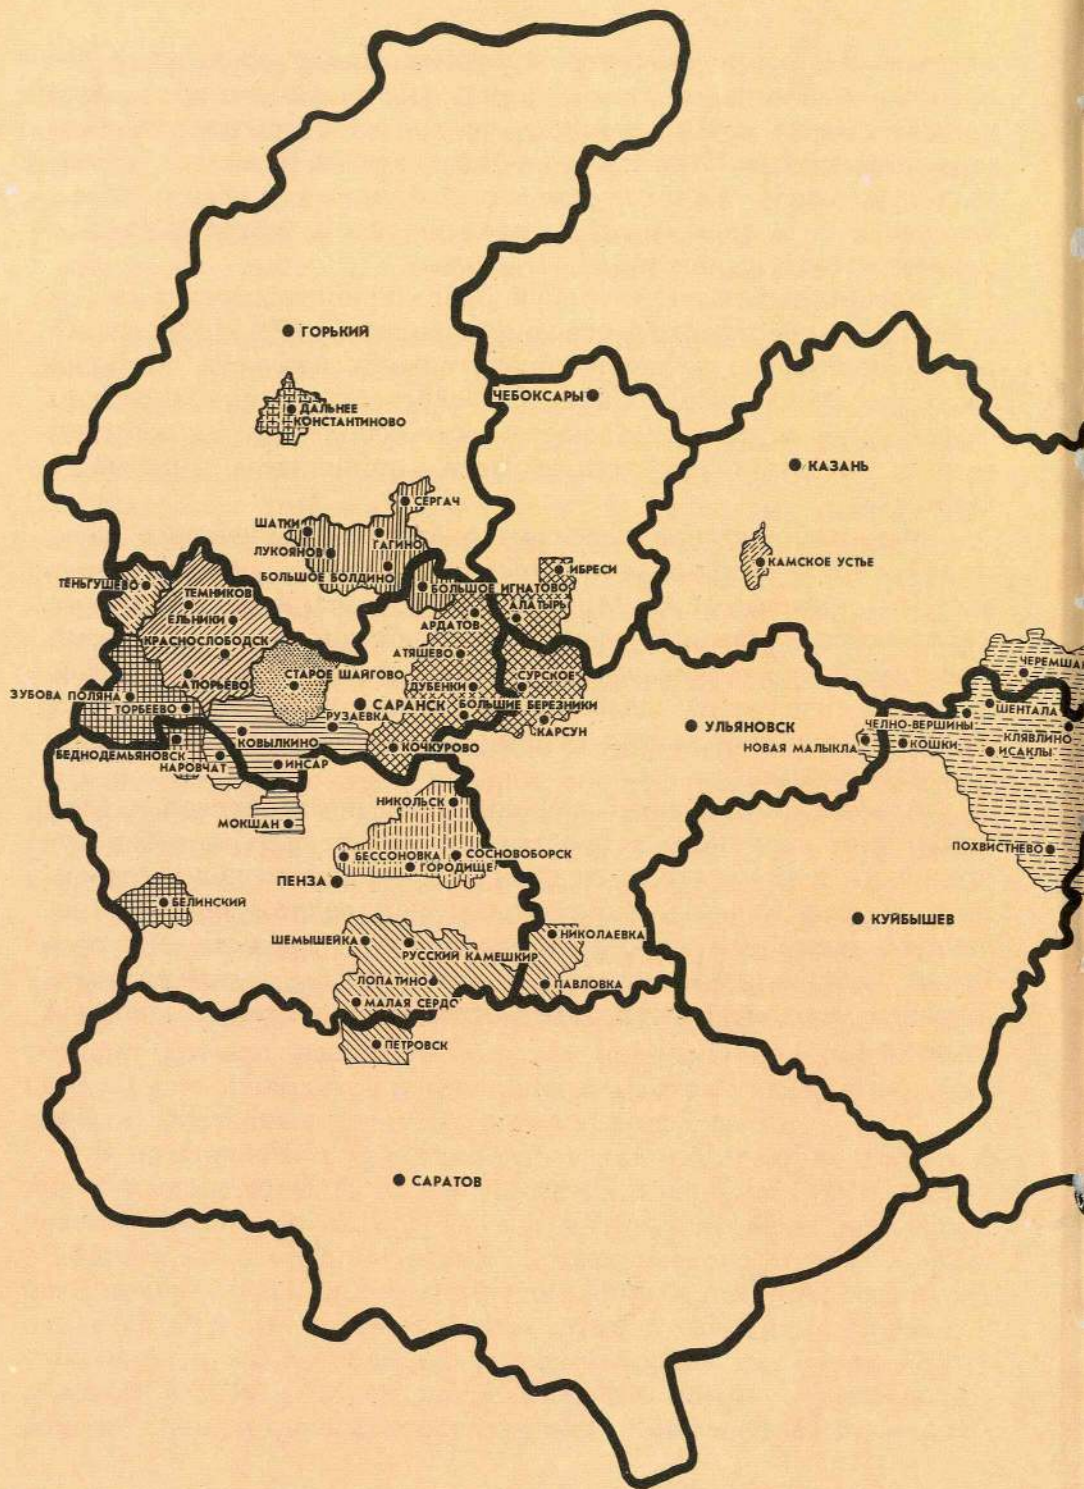 ГОРЬКИЙ
ДАЛЬНЕЕ
КОНСТАНТИНОВО
ЧЕБОКСАРЫ
КАЗАНЬ
СЕРГАЧ
ШАТКИ
ГАГИНО
ЛУКОЯНОВ
БОЛЬШОЕ БОЛДИНО
ИБРЕСИ
КАМСКОЕ УСТЬЕ
ТЕНЬГУШЕВО
ТЕМНИКОВ
БОЛЬШОЕ ИГНАТОВО
АЛАТЫРЬ
ЕЛЬНИКИ
АРДАТОВ
КРАСНОСЛОБОДСК
АТЯШЕВО
СТАРОЕ ШАЙГОВО
СУРСКОЕ
ЧЕРЕМШАН
АТЮРЬЕВО
ДУБЕНКИ
ЗУБОВА ПОЛЯНА
ТОРБЕЕВО
САРАНСК
БОЛЬШИЕ БЕРЕЗНИКИ
ШЕНТАЛА
РУЗАЕВКА
КАРСУН
УЛЬЯНОВСК
ЧЕЛНО-ВЕРШИНЫ
КЛЯВЛИНО
КОВЫЛКИНО
КОЧКУРОВО
НОВАЯ МАЛЫКЛА
КОШКИ
ИСАКЛЫ
БЕДНОДЕМЬЯНОВСК
НАРОВЧАТ
ИНСАР
НИКОЛЬСК
МОКШАН
БЕССОНОВКА
СОСНОВОБОРСК
ПОХВИСТНЕВО
ГОРОДИЩЕ
ПЕНЗА
БЕЛИНСКИЙ
КУЙБЫШЕВ
ШЕМЫШЕЙКА
НИКОЛАЕВКА
РУССКИЙ КАМЕШКИР
ЛОПАТИНО
ПАВЛОВКА
МАЛАЯ СЕРДО
ПЕТРОВСК
САРАТОВ